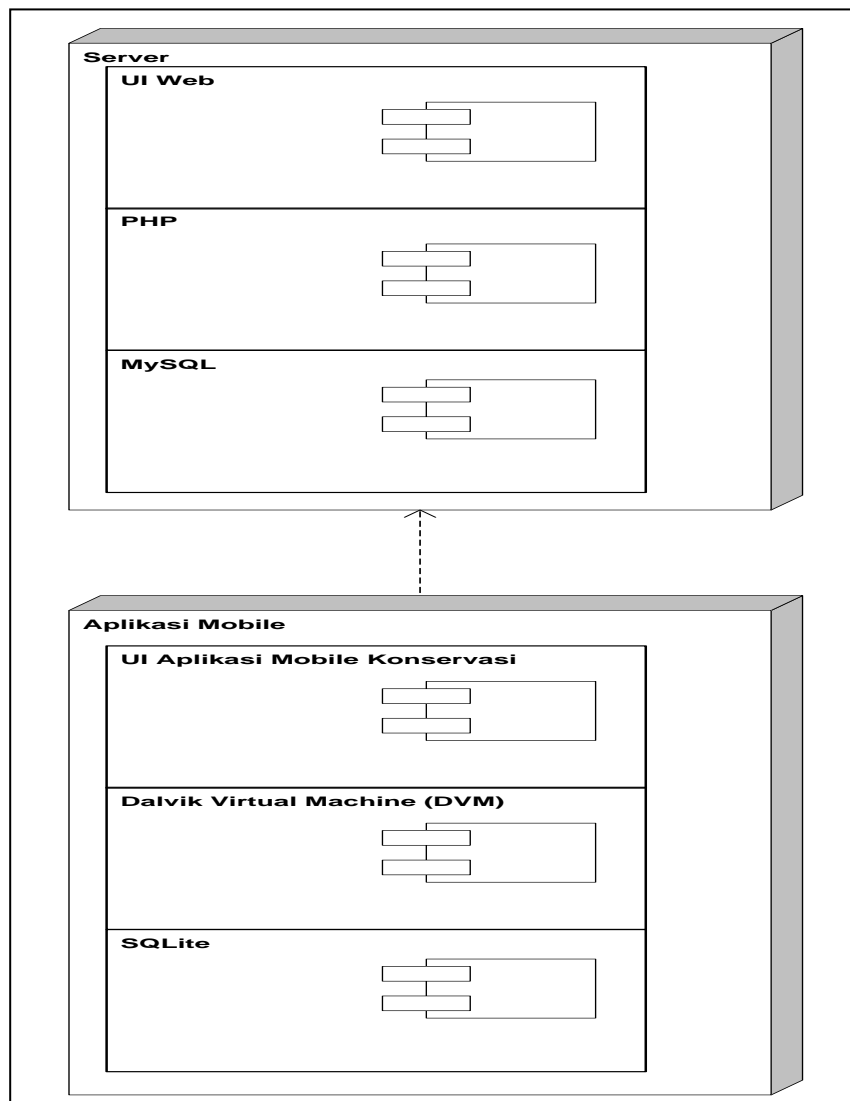 Server
UI Web
PHP
MySQL
Aplikasi Mobile
UI Aplikasi Mobile Konservasi
Dalvik Virtual Machine (DVM)
SQLite